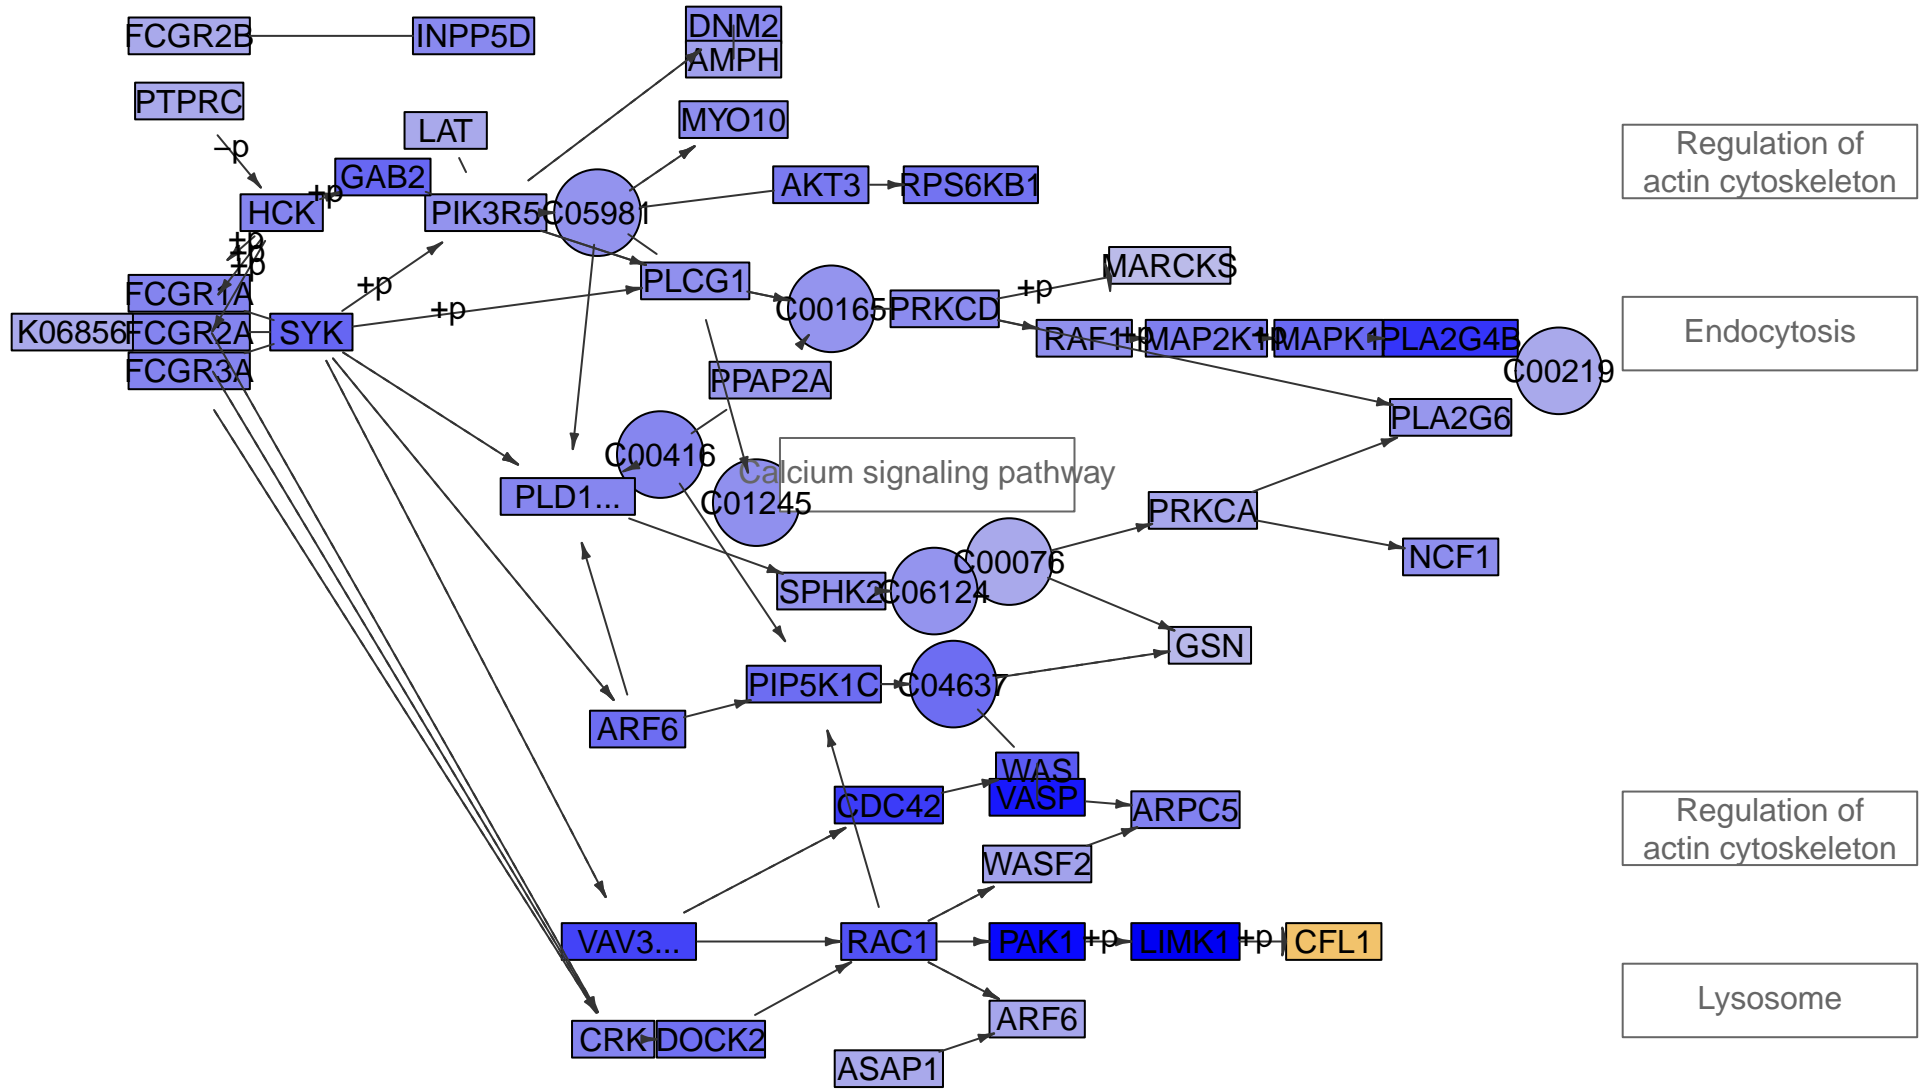 FCGR2B
INPP5D
DNM2
AMPH
PTPRC
LAT
MYO10
Regulation of
actin cytoskeleton
–p
GAB2
+p
HCK
PIK3R5
C05981
AKT3
RPS6KB1
+p
+p
+p
FCGR1A
+p
PLCG1
MARCKS
+p
C00165
PRKCD
K06856
FCGR2A
SYK
+p
RAF1
+p
MAP2K1
+p
MAPK1
PLA2G4B
Endocytosis
FCGR3A
PPAP2A
C00219
PLA2G6
C00416
Calcium signaling pathway
PLD1...
C01245
PRKCA
C00076
NCF1
SPHK2
C06124
GSN
PIP5K1C
C04637
ARF6
WAS
VASP
CDC42
ARPC5
Regulation of
actin cytoskeleton
WASF2
VAV3...
RAC1
PAK1
+p
LIMK1
+p
CFL1
Lysosome
ARF6
CRK
DOCK2
ASAP1